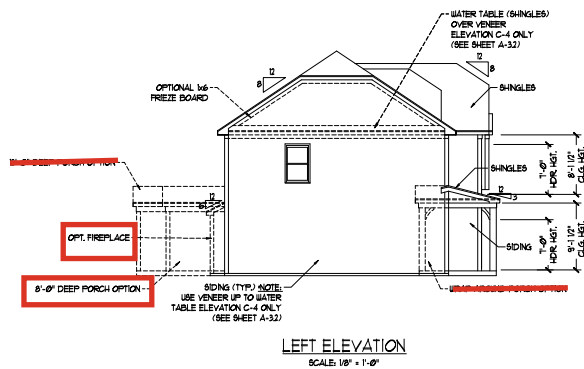 WATER TABLE (SHINGLES)
OVER VENEER
ELEVATION C-4 ONLY
(SEE SHEET A-3.2)
12
8
12
8
OPTIONAL 1x6
FRIEZE BOARD
SHINGLES
SHINGLES
7'-0"
HDR. HGT.
8'-1 1/2"
CLG. HGT.
12
3
12
OPT. FIREPLACE
SIDING
7'-0"
HDR. HGT.
9'-1 1/2"
CLG. HGT.
8'-0" DEEP PORCH OPTION
SIDING (TYP.) NOTE:
USE VENEER UP TO WATER
TABLE ELEVATION C-4 ONLY
(SEE SHEET A-3.2)
LEFT ELEVATION
SCALE: 1/8" = 1'-0"